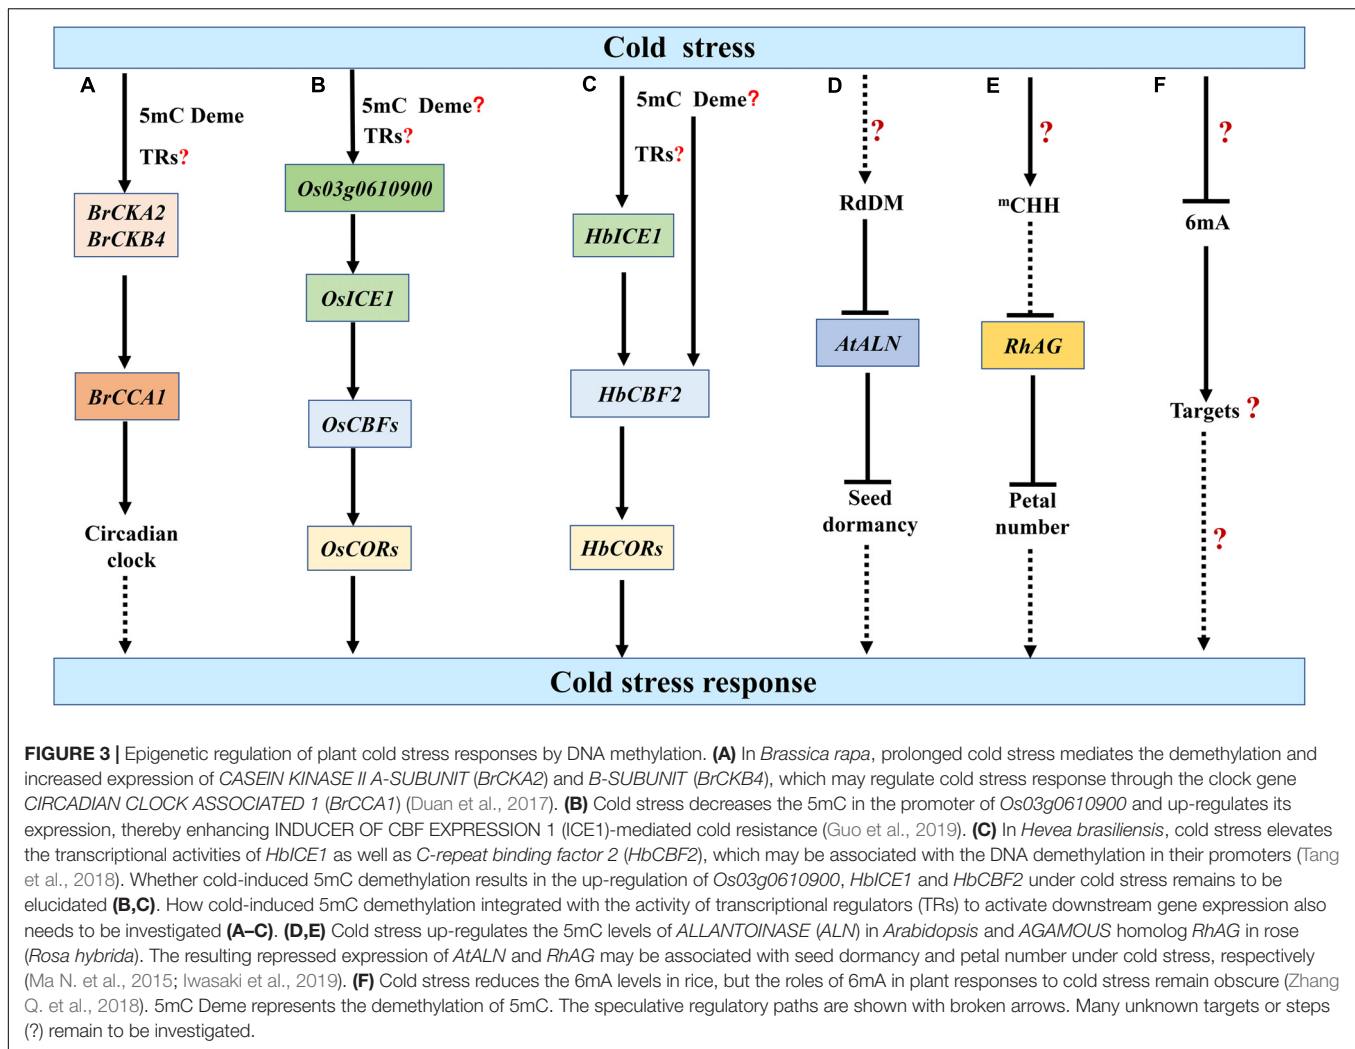 Cold stress
A
5mC Deme
TRs?
BrCKA2
BrCKB4
BrCCA1
Circadian
clock
B
5mC Deme?
TRs?
Os03g0610900
OsICE1
OsCBFs
OsCORs
C
5mC Deme?
TRs?
HbICE1
HbCBF2
HbCORs
D
?
RdDM
AtALN
Seed
dormancy
E
?
mCHH
RhAG
Petal
number
F
?
6mA
Targets ?
?
Cold stress response
FIGURE 3 | Epigenetic regulation of plant cold stress responses by DNA methylation. (A) In Brassica rapa, prolonged cold stress mediates the demethylation and
increased expression of CASEIN KINASE II A-SUBUNIT (BrCKA2) and B-SUBUNIT (BrCKB4), which may regulate cold stress response through the clock gene
CIRCADIAN CLOCK ASSOCIATED 1 (BrCCA1) (Duan et al., 2017). (B) Cold stress decreases the 5mC in the promoter of Os03g0610900 and up-regulates its
expression, thereby enhancing INDUCER OF CBF EXPRESSION 1 (ICE1)-mediated cold resistance (Guo et al., 2019). (C) In Hevea brasiliensis, cold stress elevates
the transcriptional activities of HbICE1 as well as C-repeat binding factor 2 (HbCBF2), which may be associated with the DNA demethylation in their promoters (Tang
et al., 2018). Whether cold-induced 5mC demethylation results in the up-regulation of Os03g0610900, HbICE1 and HbCBF2 under cold stress remains to be
elucidated (B,C). How cold-induced 5mC demethylation integrated with the activity of transcriptional regulators (TRs) to activate downstream gene expression also
needs to be investigated (A–C). (D,E) Cold stress up-regulates the 5mC levels of ALLANTOINASE (ALN) in Arabidopsis and AGAMOUS homolog RhAG in rose
(Rosa hybrida). The resulting repressed expression of AtALN and RhAG may be associated with seed dormancy and petal number under cold stress, respectively
(Ma N. et al., 2015; Iwasaki et al., 2019). (F) Cold stress reduces the 6mA levels in rice, but the roles of 6mA in plant responses to cold stress remain obscure (Zhang
Q. et al., 2018). 5mC Deme represents the demethylation of 5mC. The speculative regulatory paths are shown with broken arrows. Many unknown targets or steps
(?) remain to be investigated.